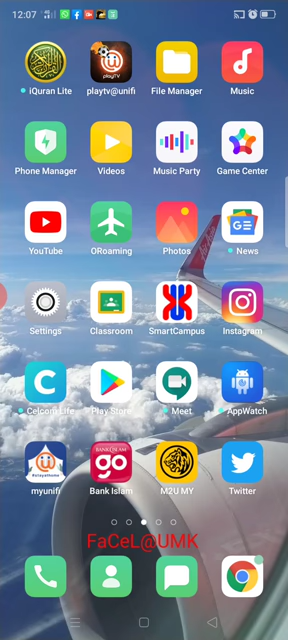 12:07
iQuran Lite
playtv@unifi
File Manager
Music
Phone Manager
Videos
Music Party
Game Center
YouTube
ORoaming
Photos
News
Settings
Classroom
SmartCampus
Instagram
Celcom Life
Play Store
Meet
AppWatch
myunifi
Bank Islam
M2U MY
Twitter
FaCeL@UMK